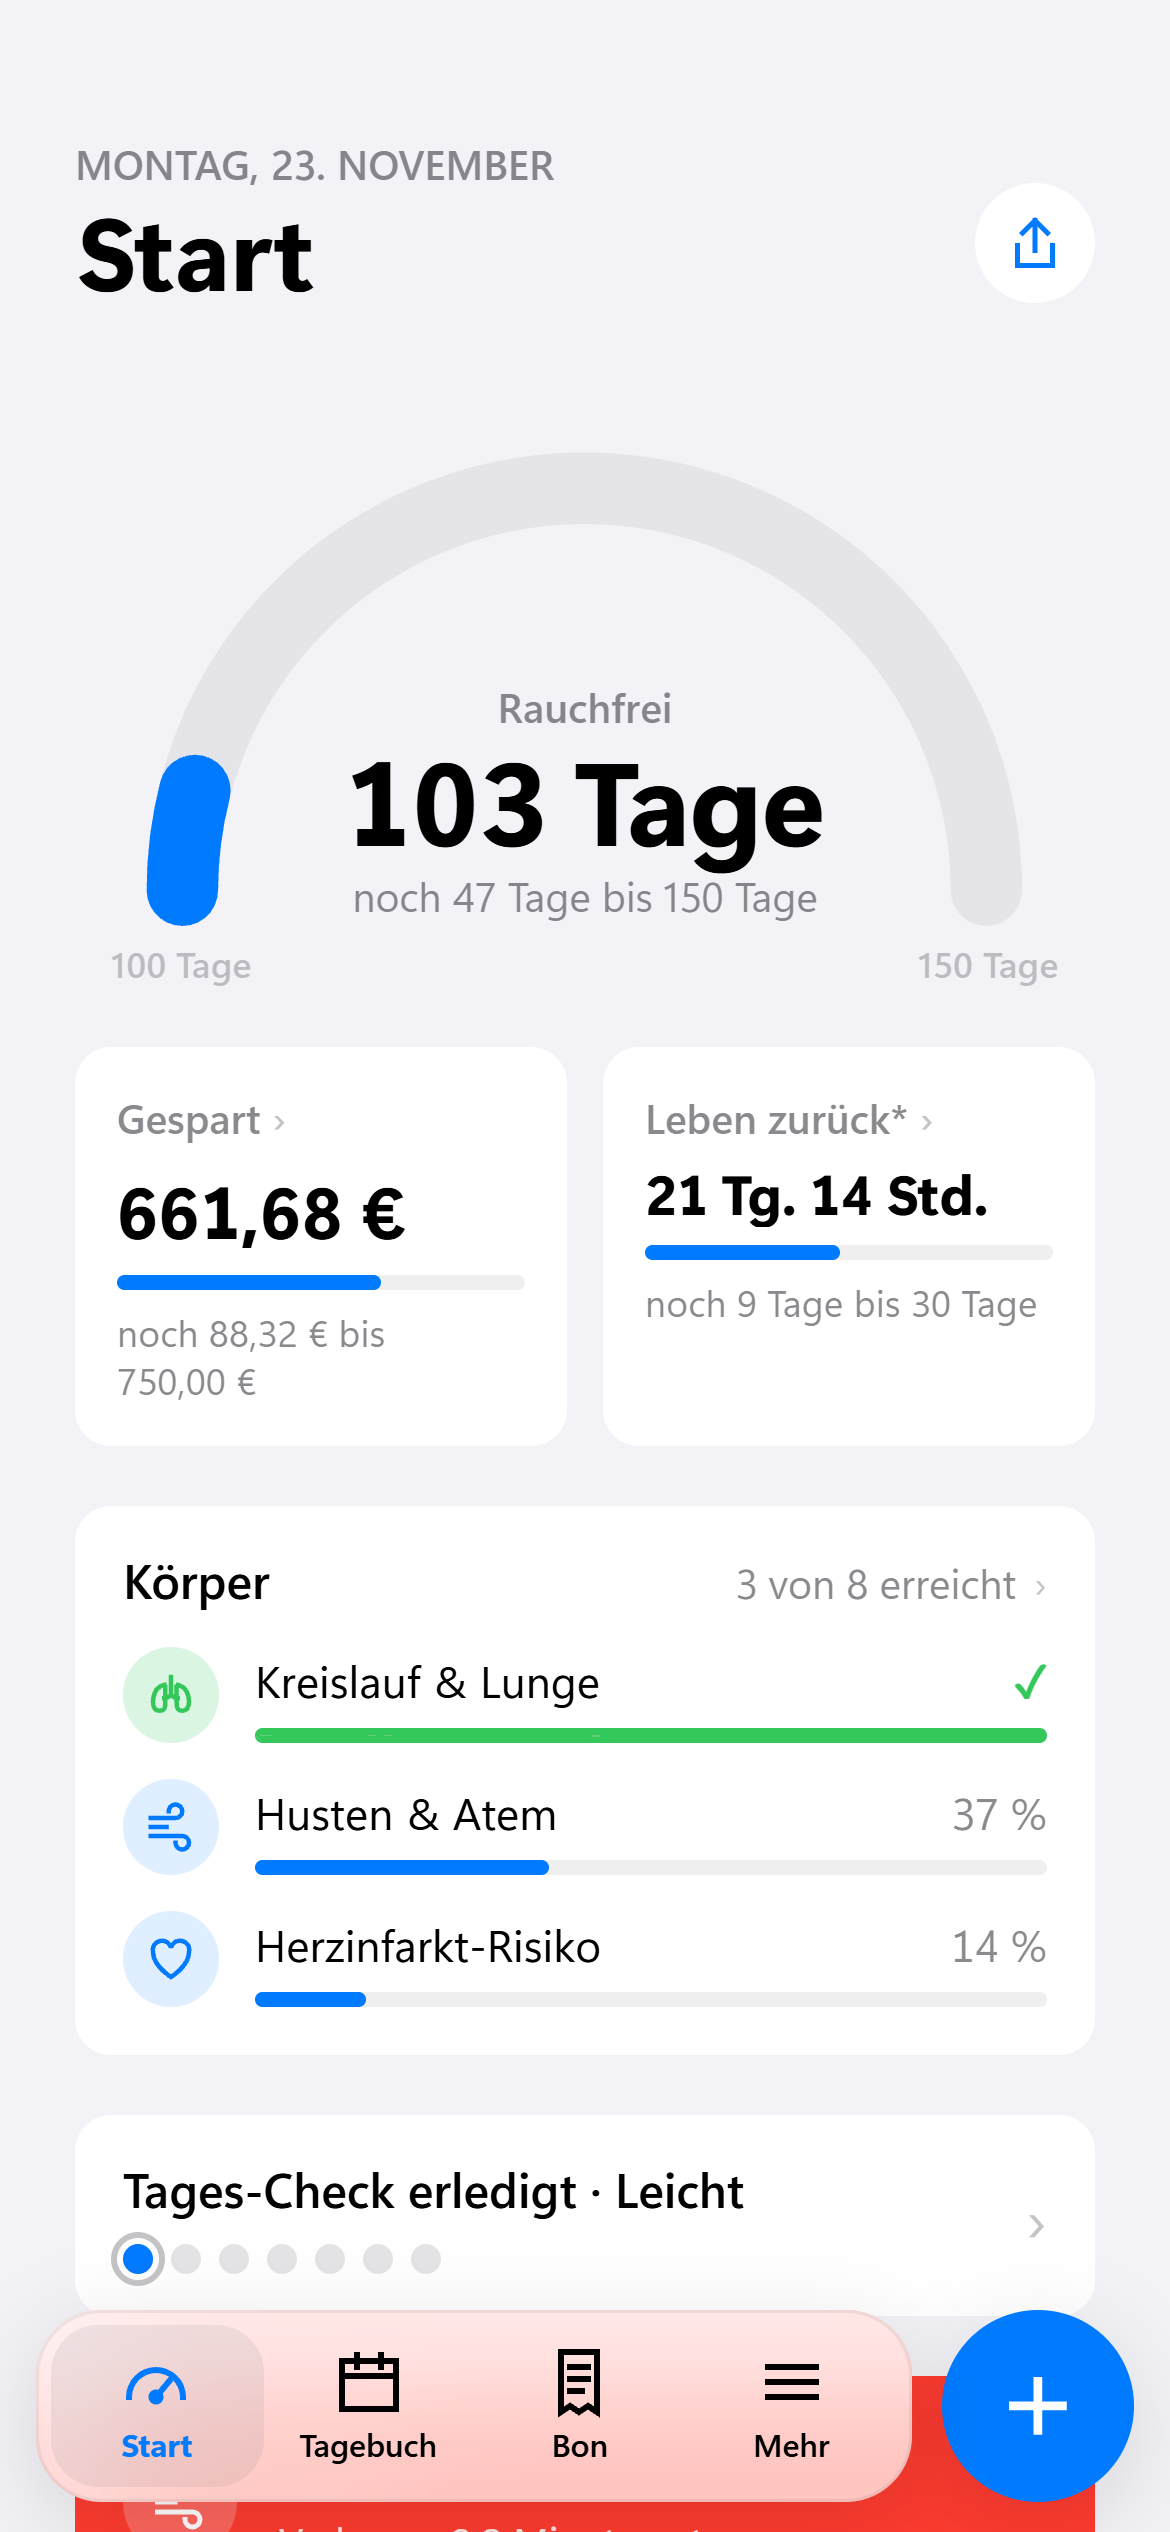 MONTAG, 23. NOVEMBER
Start
Rauchfrei
103 Tage
noch 47 Tage bis 150 Tage
100 Tage
150 Tage
Gespart ›
661,68 €
noch 88,32 € bis
750,00 €
Leben zurück* ›
21 Tg. 14 Std.
noch 9 Tage bis 30 Tage
Körper
3 von 8 erreicht ›
Kreislauf & Lunge ✓
Husten & Atem
37 %
Herzinfarkt-Risiko
14 %
Tages-Check erledigt · Leicht ›
Start
Tagebuch
Bon
Mehr